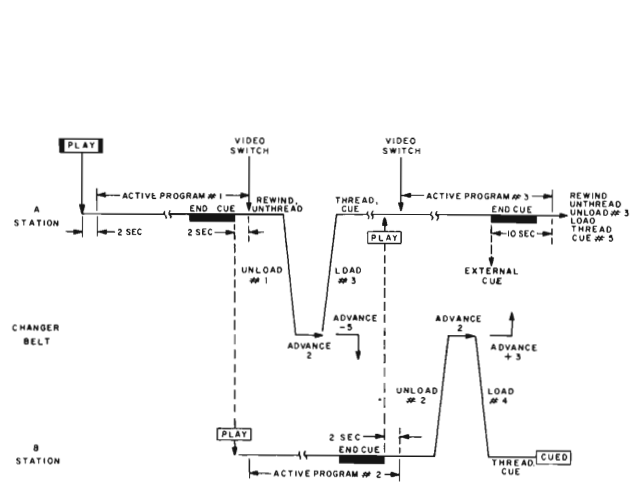 PLAY
VIDEO
SWITCH
VIDEO
SWITCH
ACTIVE PROGRAM # 1
REWIND,
UNTHREAD
THREAD,
CUE
ACTIVE PROGRAM # 3
REWIND
UNTHREAD
UNLOAD # 3
LOAD
THREAD
CUE # 5
A
STATION
END CUE
END CUE
2 SEC
2 SEC
PLAY
10 SEC
EXTERNAL
CUE
UNLOAD
# 1
LOAD
# 3
CHANGER
BELT
ADVANCE
2
ADVANCE
-5
ADVANCE
2
ADVANCE
+ 3
UNLOAD
# 2
LOAD
# 4
PLAY
2 SEC
END CUE
B
STATION
ACTIVE PROGRAM # 2
THREAD,
CUE
CUED